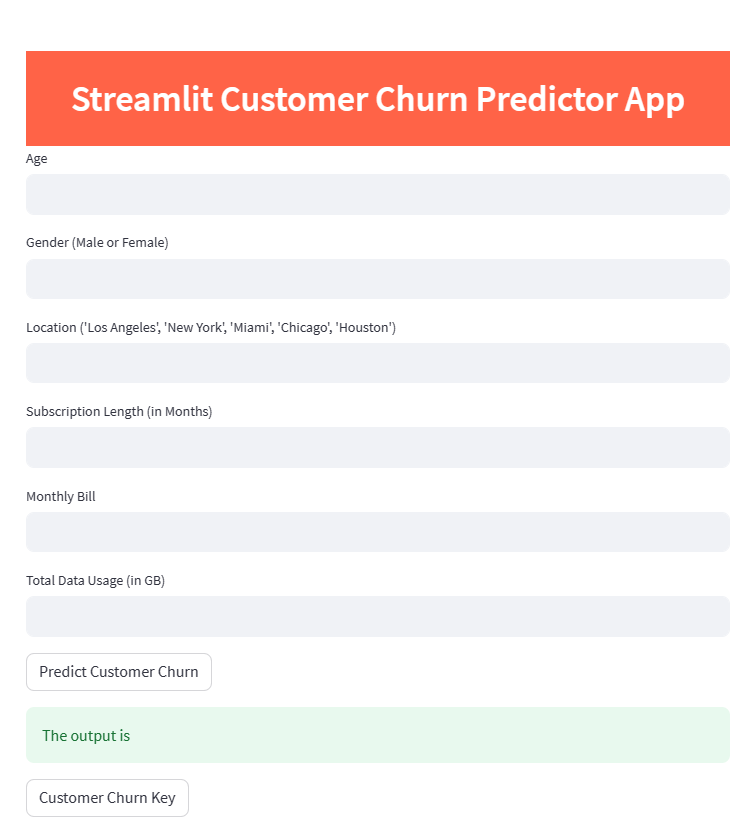 Streamlit Customer Churn Predictor App
Age
Gender (Male or Female)
Location ('Los Angeles', 'New York', 'Miami', 'Chicago', 'Houston')
Subscription Length (in Months)
Monthly Bill
Total Data Usage (in GB)
Predict Customer Churn
The output is
Customer Churn Key